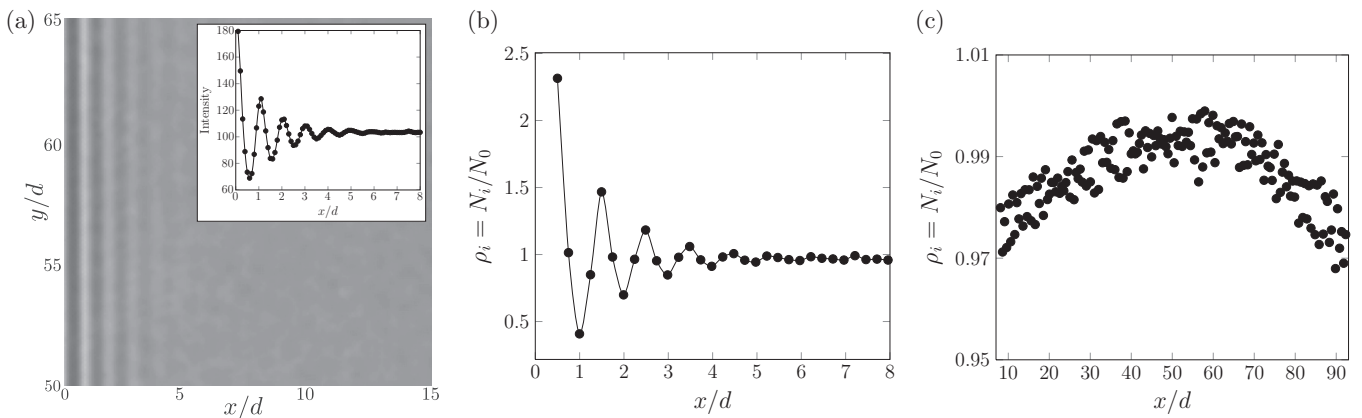 (a)
65
60
55
50
y/d
0
5
10
15
x/d
180
160
140
120
100
80
60
Intensity
0 1 2 3 4 5 6 7 8
x/d
(b)
2.5
2
1.5
1
0.5
ρᵢ = Nᵢ/N₀
0 1 2 3 4 5 6 7 8
x/d
(c)
1.01
0.99
0.97
0.95
ρᵢ = Nᵢ/N₀
10 20 30 40 50 60 70 80 90
x/d